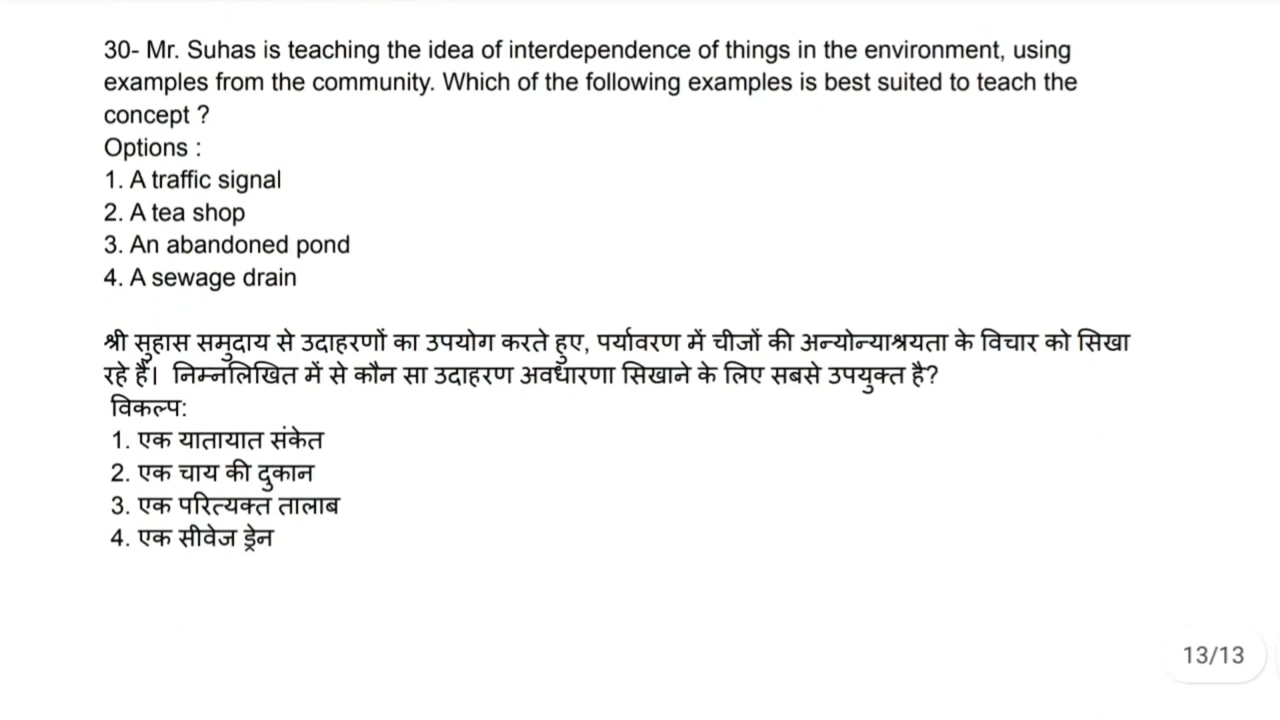 30- Mr. Suhas is teaching the idea of interdependence of things in the environment, using
examples from the community. Which of the following examples is best suited to teach the
concept ?
Options :
1. A traffic signal
2. A tea shop
3. An abandoned pond
4. A sewage drain
श्री सुहास समुदाय से उदाहरणों का उपयोग करते हुए, पर्यावरण में चीजों की अन्योन्याश्रयता के विचार को सिखा
रहे हैं। निम्नलिखित में से कौन सा उदाहरण अवधारणा सिखाने के लिए सबसे उपयुक्त है?
विकल्प:
1. एक यातायात संकेत
2. एक चाय की दुकान
3. एक परित्यक्त तालाब
4. एक सीवेज ड्रेन
13/13